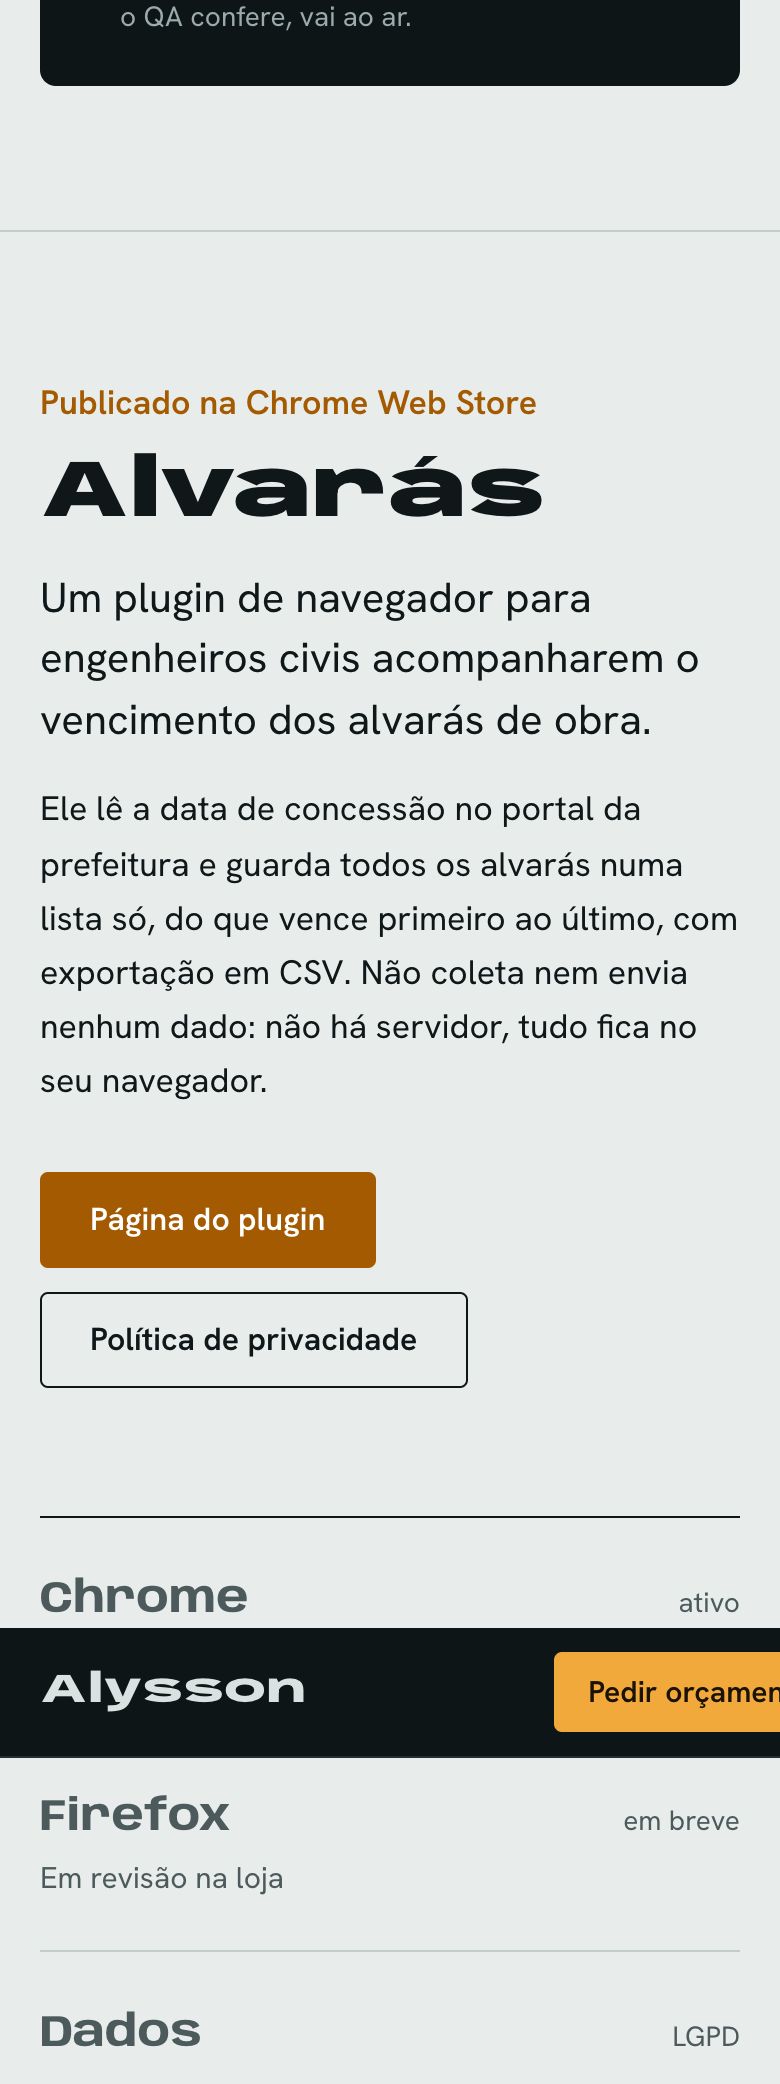 o QA confere, vai ao ar.
Publicado na Chrome Web Store
Alvarás
Um plugin de navegador para
engenheiros civis acompanharem o
vencimento dos alvarás de obra.
Ele lê a data de concessão no portal da
prefeitura e guarda todos os alvarás numa
lista só, do que vence primeiro ao último, com
exportação em CSV. Não coleta nem envia
nenhum dado: não há servidor, tudo fica no
seu navegador.
Página do plugin
Política de privacidade
Chrome ativo
Alysson Pedir orçamen
Firefox em breve
Em revisão na loja
Dados LGPD